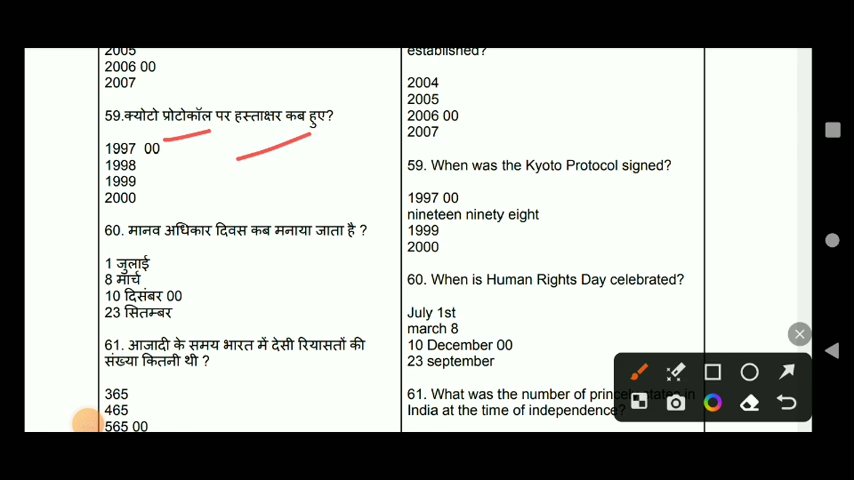 2005
2006 00
2007
59.क्योटो प्रोटोकॉल पर हस्ताक्षर कब हुए?
1997  00
1998
1999
2000
60. मानव अधिकार दिवस कब मनाया जाता है ?
1 जुलाई
8 मार्च
10 दिसंबर 00
23 सितम्बर
61. आजादी के समय भारत में देसी रियासतों की
संख्या कितनी थी ?
365
465
565 00
established?
2004
2005
2006 00
2007
59. When was the Kyoto Protocol signed?
1997 00
nineteen ninety eight
1999
2000
60. When is Human Rights Day celebrated?
July 1st
march 8
10 December 00
23 september
61. What was the number of princely states in
India at the time of independence?